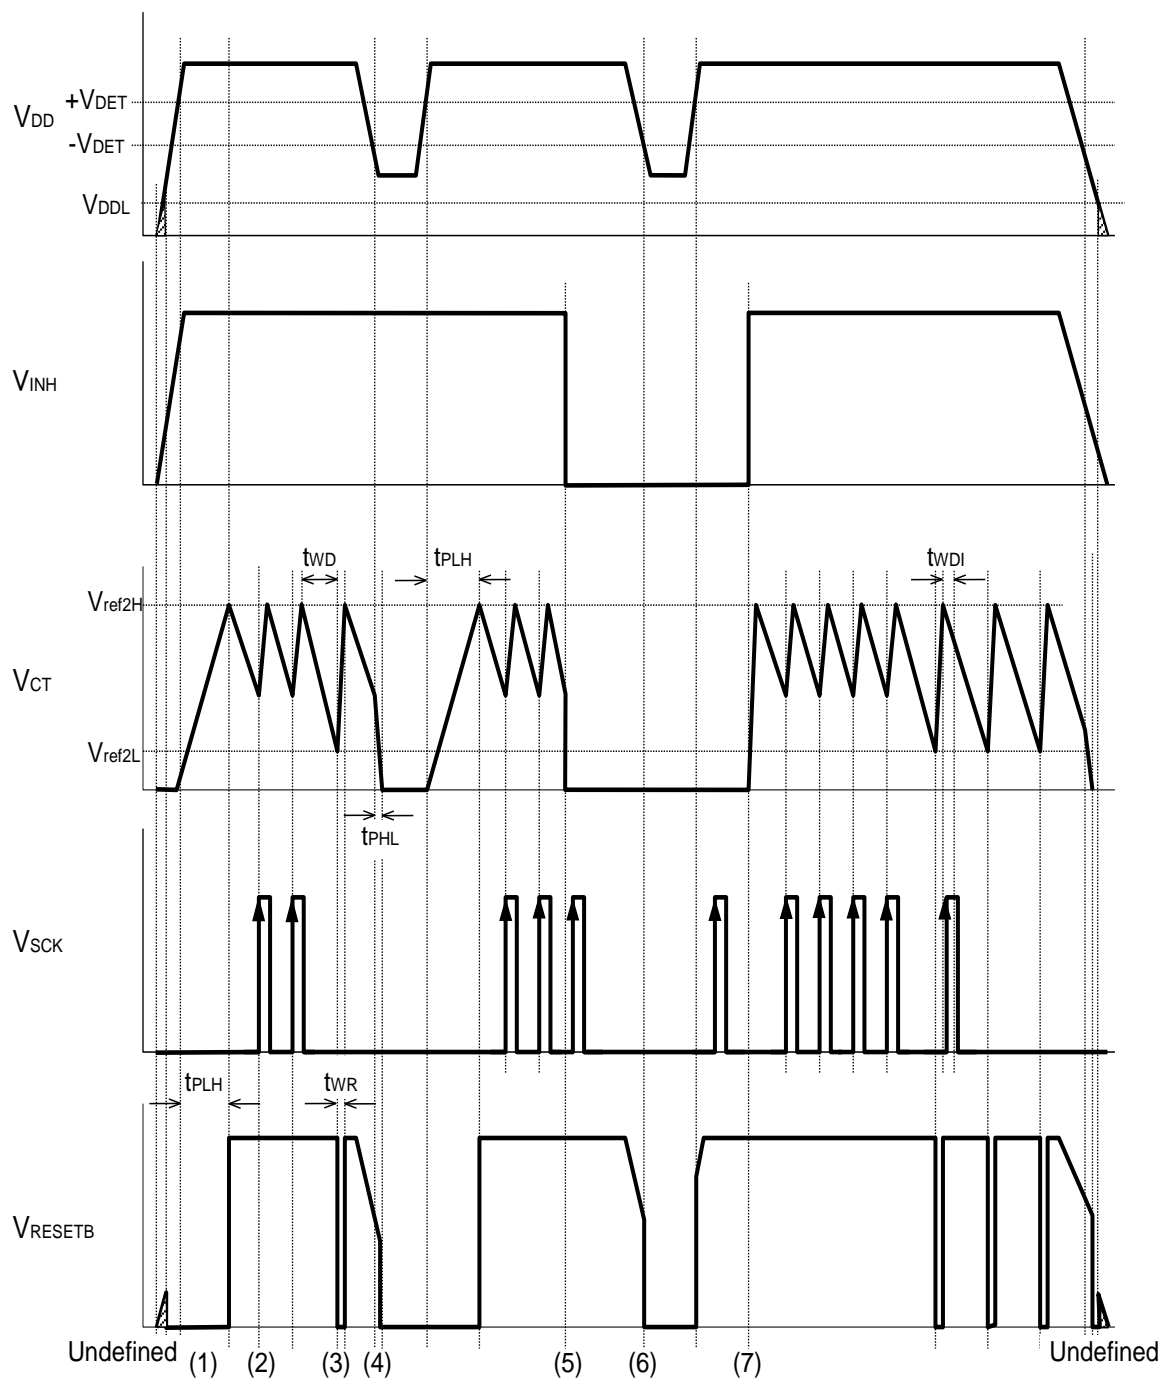 +VDET
VDD
-VDET
VDDL
VINH
tWD
tPLH
tWDI
Vref2H
VCT
Vref2L
tPHL
VSCK
tPLH
tWR
VRESETB
Undefined
(1) (2) (3) (4) (5) (6) (7)
Undefined